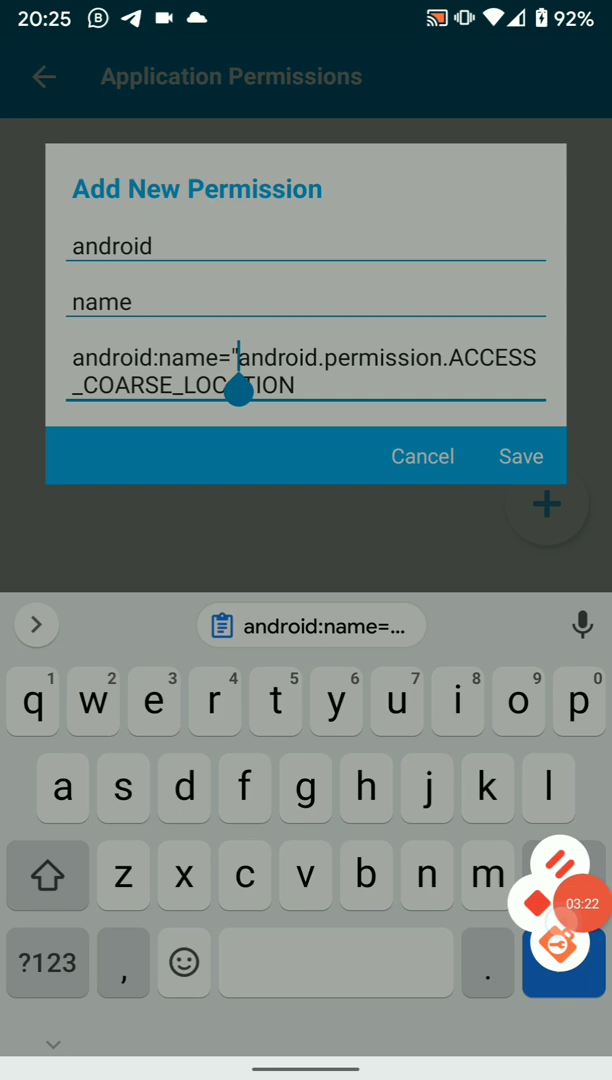 20:25
92%
Application Permissions
Add New Permission
android
name
android:name="android.permission.ACCESS
_COARSE_LOCATION
Cancel Save
android:name=...
1 2 3 4 5 6 7 8 9 0
q w e r t y u i o p
a s d f g h j k l
z x c v b n m
03:22
?123 , .